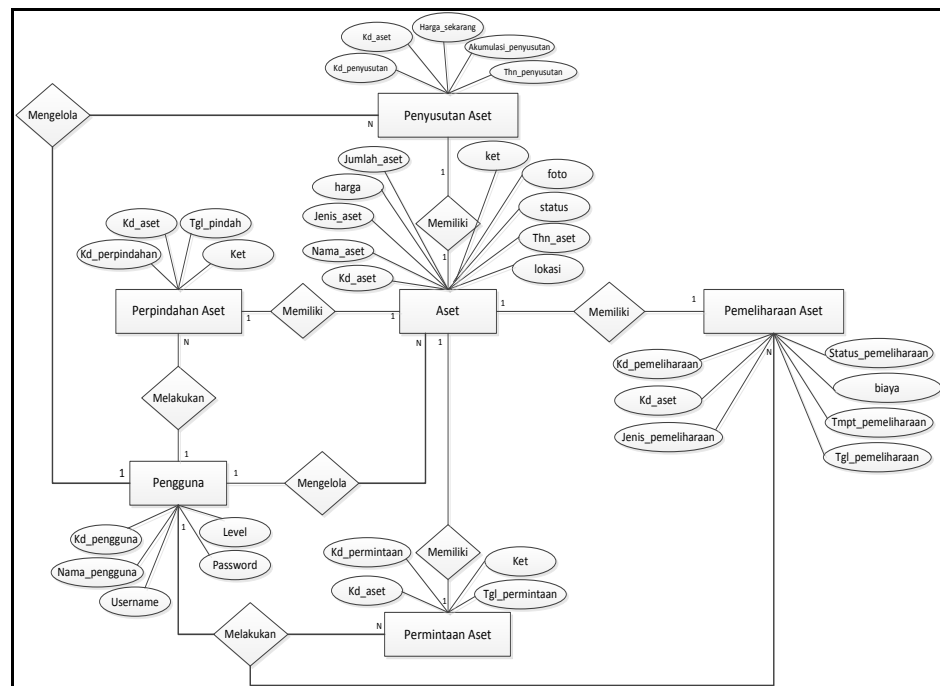 Harga_sekarang
Kd_aset
Akumulasi_penyusutan
Kd_penyusutan
Thn_penyusutan
Mengelola
N
Penyusutan Aset
1
Jumlah_aset
ket
foto
harga
status
Jenis_aset
Memiliki
Thn_aset
Nama_aset
1
lokasi
Kd_aset
Kd_aset
Tgl_pindah
Kd_perpindahan
Ket
Perpindahan Aset
1
Memiliki
1
Aset
1
Memiliki
1
Pemeliharaan Aset
N
N
1
N
Status_pemeliharaan
Kd_pemeliharaan
biaya
Kd_aset
Tmpt_pemeliharaan
Jenis_pemeliharaan
Tgl_pemeliharaan
Melakukan
1
1
Pengguna
1
Mengelola
1
Kd_pengguna
Level
Nama_pengguna
Password
Username
Kd_permintaan
Memiliki
Ket
Kd_aset
1
Tgl_permintaan
Melakukan
N
Permintaan Aset